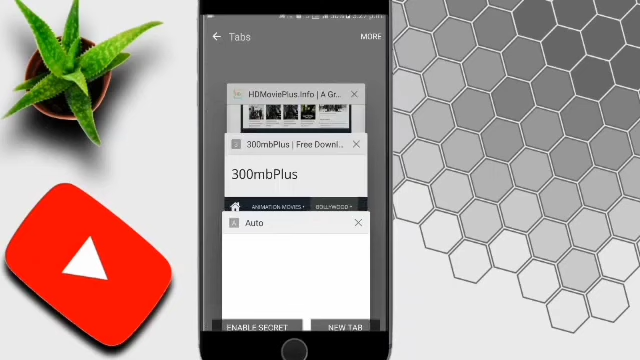 Tabs
MORE
HDMoviePlus.Info | A Gr...
300mbPlus | Free Downl...
300mbPlus
ANIMATION MOVIES
BOLLYWOOD
Auto
ENABLE SECRET
NEW TAB